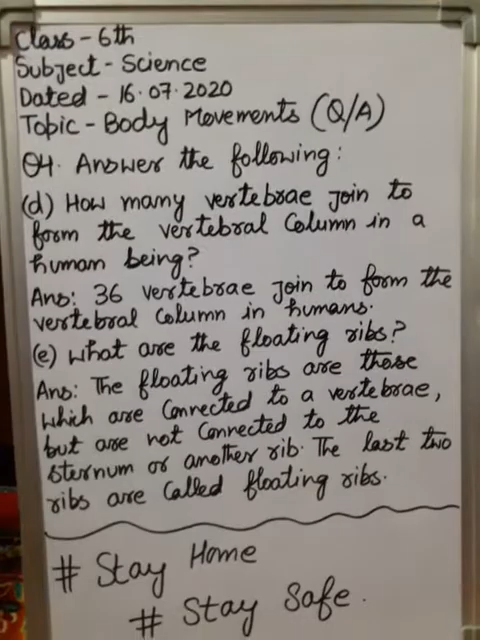 Class - 6th
Subject - Science
Dated - 16.07.2020
Topic - Body Movements (Q/A)
Q4. Answer the following:
(d) How many vertebrae join to
form the vertebral Column in a
human being?
Ans: 36 vertebrae join to form the
vertebral Column in humans.
(e) What are the floating ribs?
Ans: The floating ribs are those
which are Connected to a vertebrae,
but are not Connected to the
sternum or another rib. The last two
ribs are Called floating ribs.
# Stay Home
# Stay Safe.